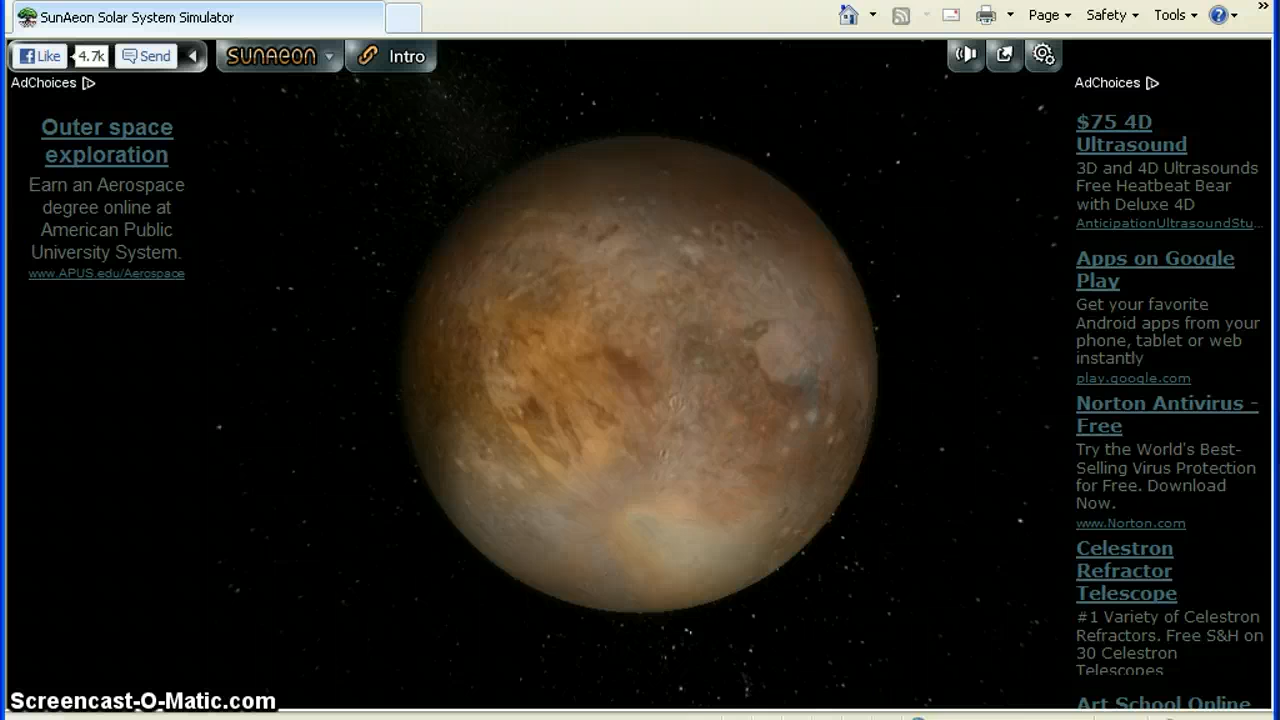 SunAeon Solar System Simulator
Page Safety Tools
Like 4.7k Send SUNAEON Intro
AdChoices
Outer space
exploration
Earn an Aerospace
degree online at
American Public
University System.
www.APUS.edu/Aerospace
AdChoices
$75 4D
Ultrasound
3D and 4D Ultrasounds
Free Heatbeat Bear
with Deluxe 4D
AnticipationUltrasoundStu...
Apps on Google
Play
Get your favorite
Android apps from your
phone, tablet or web
instantly
play.google.com
Norton Antivirus -
Free
Try the World's Best-
Selling Virus Protection
for Free. Download
Now.
www.Norton.com
Celestron
Refractor
Telescope
#1 Variety of Celestron
Refractors. Free S&H on
30 Celestron
Telescopes
Art School Online
Screencast-O-Matic.com